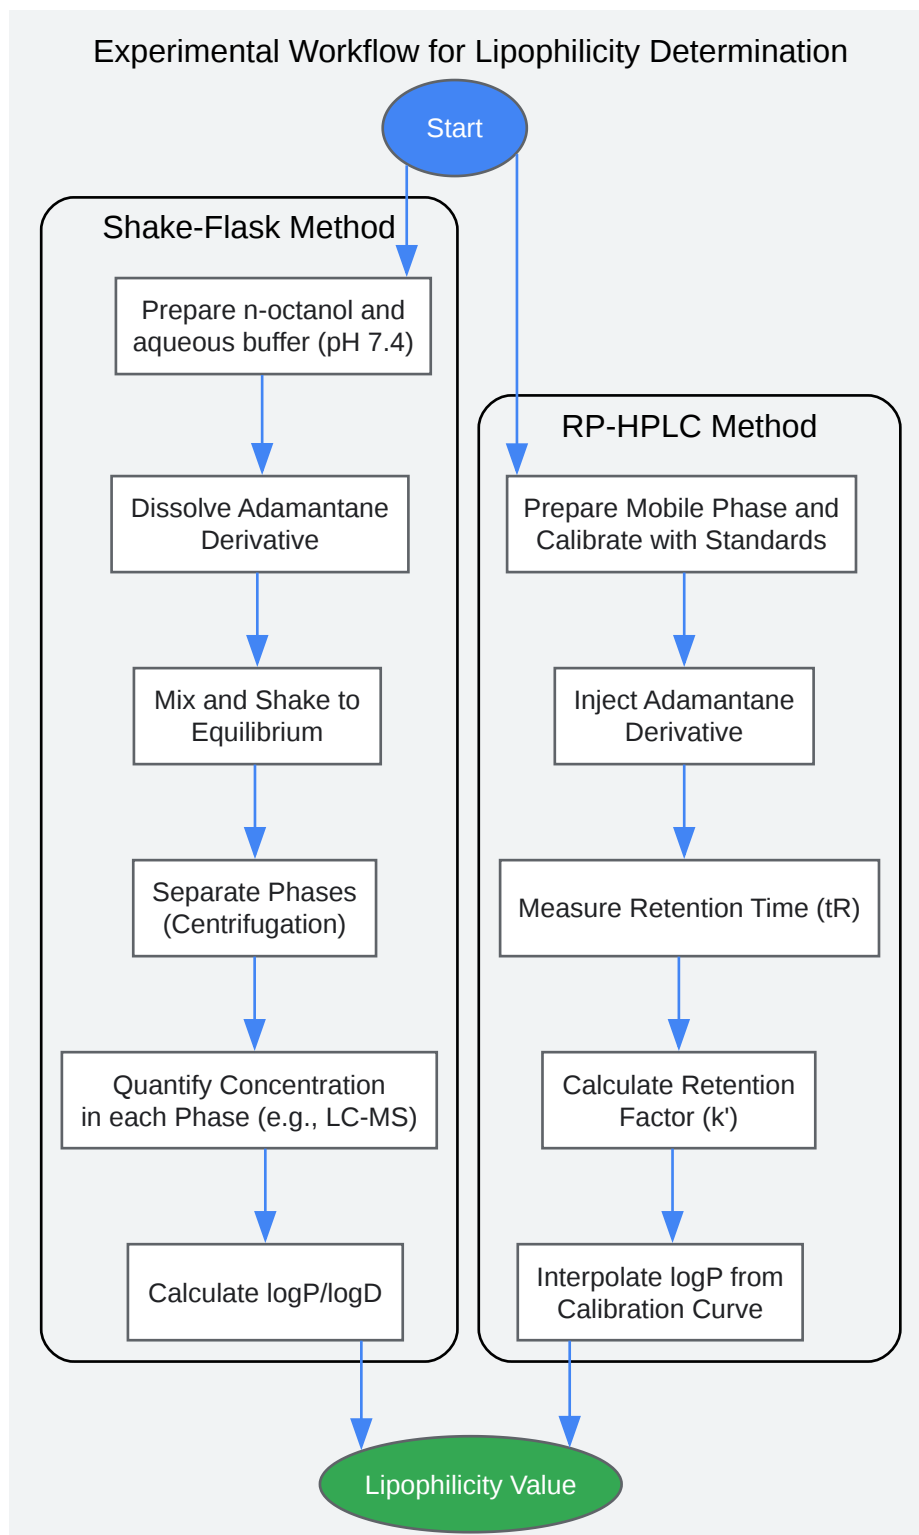 Experimental Workflow for Lipophilicity Determination
Start
Shake-Flask Method
Prepare n-octanol and
aqueous buffer (pH 7.4)
Dissolve Adamantane
Derivative
Mix and Shake to
Equilibrium
Separate Phases
(Centrifugation)
Quantify Concentration
in each Phase (e.g., LC-MS)
Calculate logP/logD
RP-HPLC Method
Prepare Mobile Phase and
Calibrate with Standards
Inject Adamantane
Derivative
Measure Retention Time (tR)
Calculate Retention
Factor (k')
Interpolate logP from
Calibration Curve
Lipophilicity Value